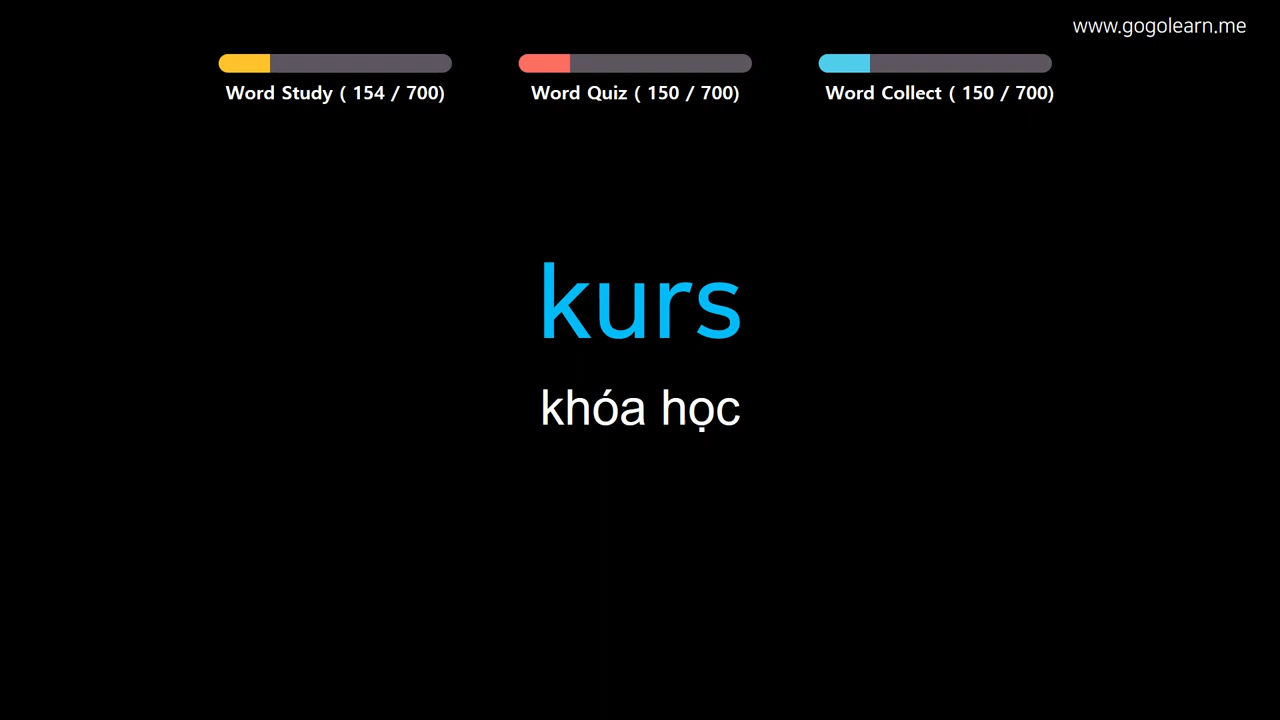 www.gogolearn.me
Word Study ( 154 / 700)
Word Quiz ( 150 / 700)
Word Collect ( 150 / 700)
kurs
khóa học